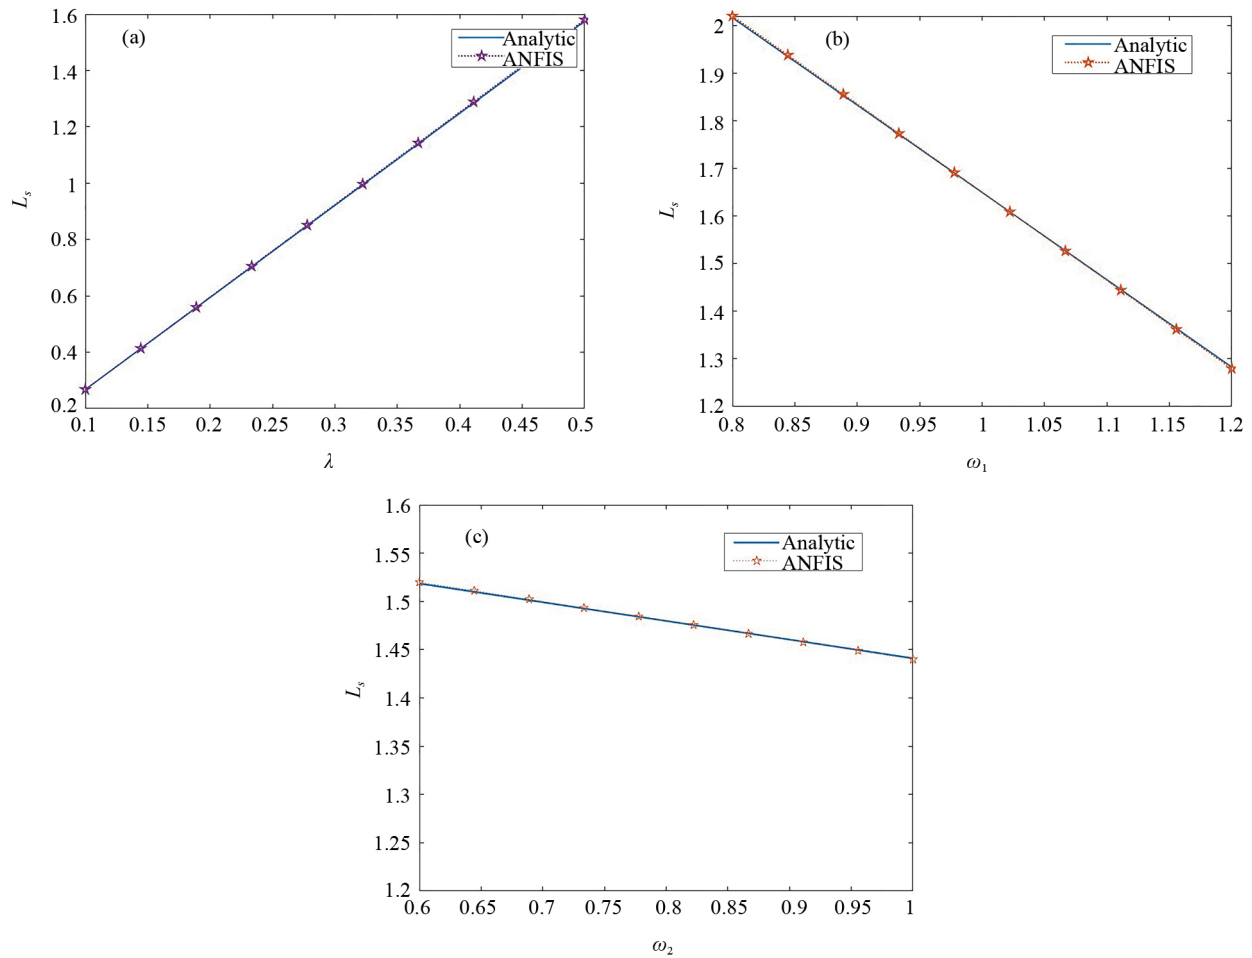 (a)
Analytic
ANFIS
1.6
1.4
1.2
1
0.8
0.6
0.4
0.2
L_s
0.1 0.15 0.2 0.25 0.3 0.35 0.4 0.45 0.5
λ
(b)
Analytic
ANFIS
2
1.9
1.8
1.7
1.6
1.5
1.4
1.3
1.2
L_s
0.8 0.85 0.9 0.95 1 1.05 1.1 1.15 1.2
ω₁
(c)
Analytic
ANFIS
1.6
1.55
1.5
1.45
1.4
1.35
1.3
1.25
1.2
L_s
0.6 0.65 0.7 0.75 0.8 0.85 0.9 0.95 1
ω₂